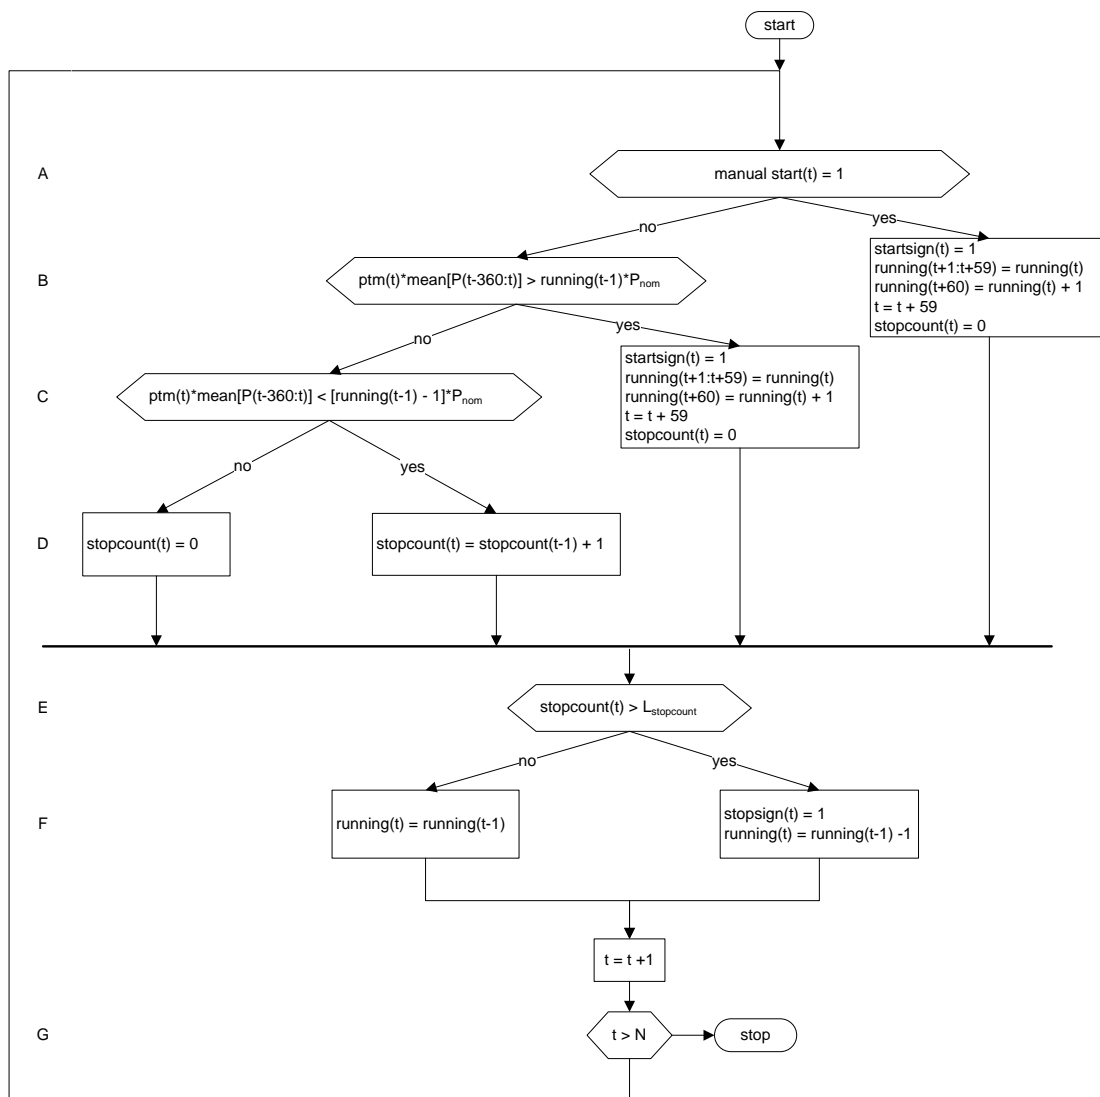 start
A
manual start(t) = 1
no
yes
startsign(t) = 1
running(t+1:t+59) = running(t)
running(t+60) = running(t) + 1
t = t + 59
stopcount(t) = 0
B
ptm(t)*mean[P(t-360:t)] > running(t-1)*Pnom
no
yes
startsign(t) = 1
running(t+1:t+59) = running(t)
running(t+60) = running(t) + 1
t = t + 59
stopcount(t) = 0
C
ptm(t)*mean[P(t-360:t)] < [running(t-1) - 1]*Pnom
no
yes
D
stopcount(t) = 0
stopcount(t) = stopcount(t-1) + 1
E
stopcount(t) > Lstopcount
no
yes
F
running(t) = running(t-1)
stopsign(t) = 1
running(t) = running(t-1) -1
t = t +1
G
t > N
stop